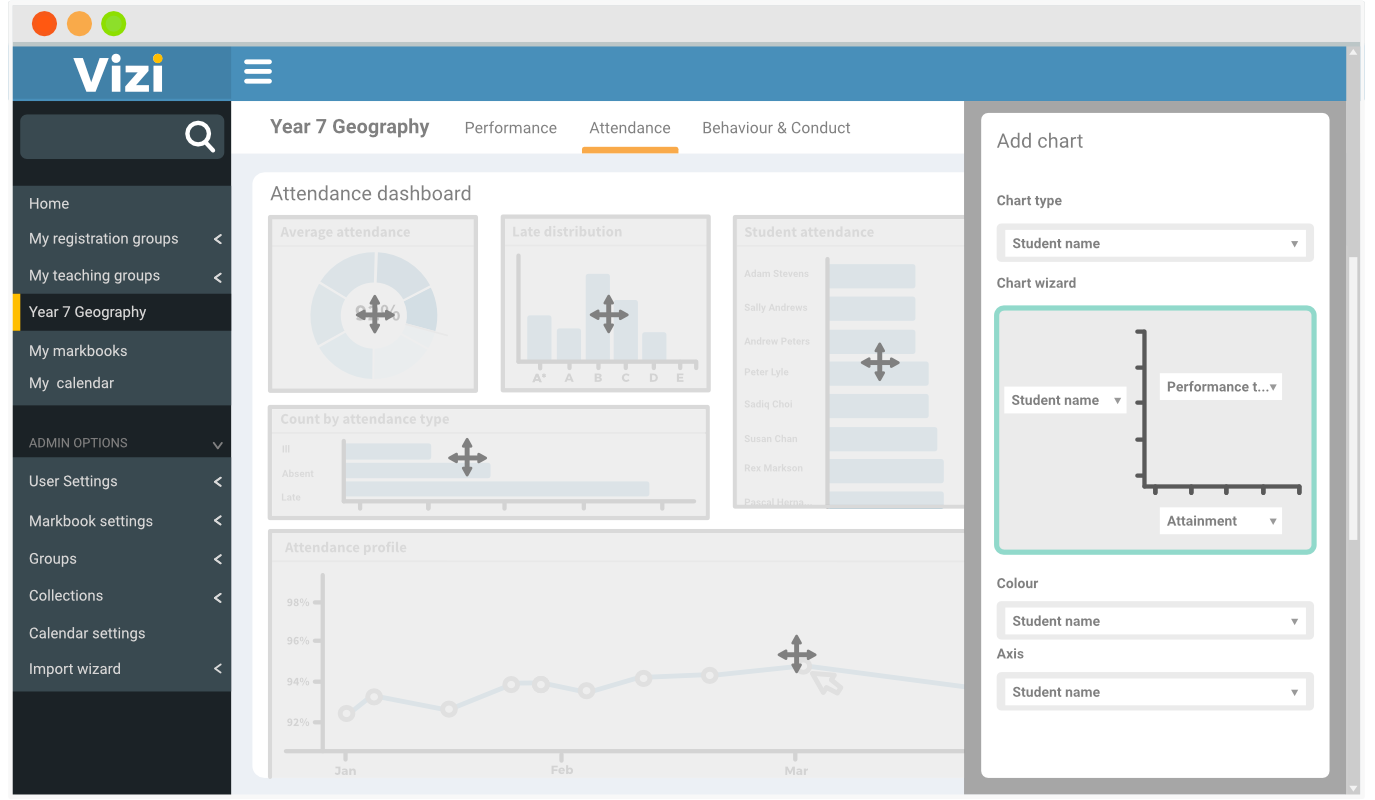 Vizi
Year 7 Geography
Performance
Attendance
Behaviour & Conduct
Home
My registration groups
My teaching groups
Year 7 Geography
My markbooks
My  calendar
ADMIN OPTIONS
User Settings
Markbook settings
Groups
Collections
Calendar settings
Import wizard
Attendance dashboard
Average attendance
Late distribution
A* A B C D E
Student attendance
Adam Stevens
Sally Andrews
Andrew Peters
Peter Lyle
Sadiq Choi
Susan Chan
Rex Markson
Count by attendance type
Ill
Absent
Late
Attendance profile
98%
96%
94%
92%
Jan Feb Mar
Add chart
Chart type
Student name
Chart wizard
Student name
Performance t...
Attainment
Colour
Student name
Axis
Student name